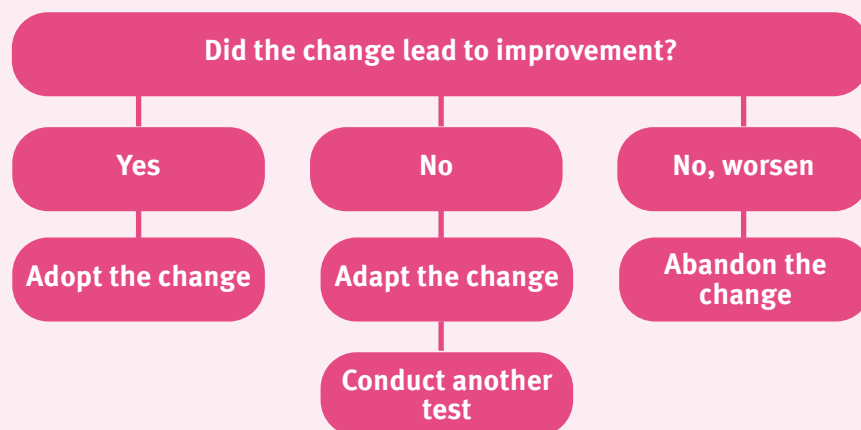 Did the change lead to improvement?
Yes
No
No, worsen
Adopt the change
Adapt the change
Abandon the
change
Conduct another
test